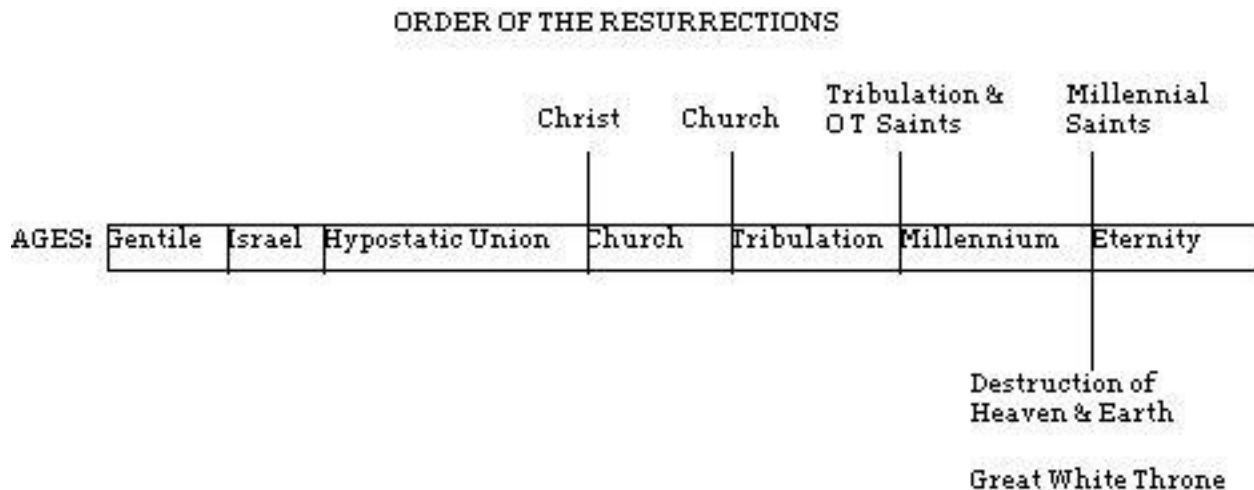 ORDER OF THE RESURRECTIONS
Christ
Church
Tribulation &
OT Saints
Millennial
Saints
AGES: Gentile Israel Hypostatic Union Church Tribulation Millennium Eternity
Destruction of
Heaven & Earth
Great White Throne